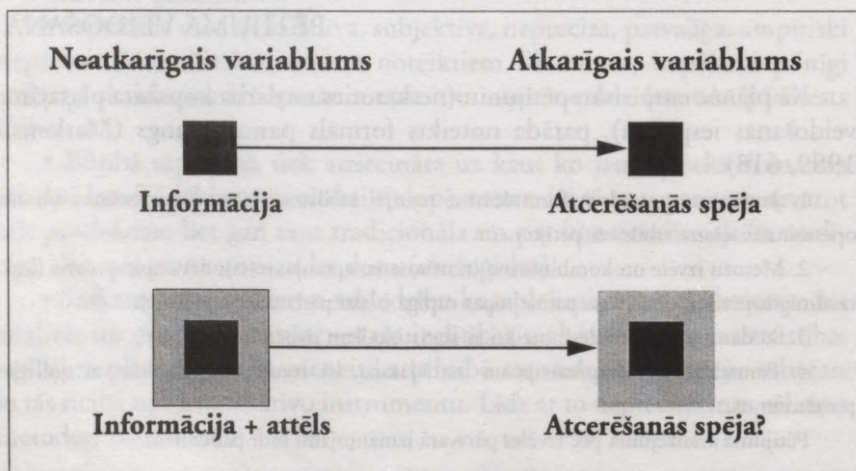 Neatkarīgais variablums Atkarīgais variablums
Informācija Atcerēšanās spēja
Informācija + attēls Atcerēšanās spēja?